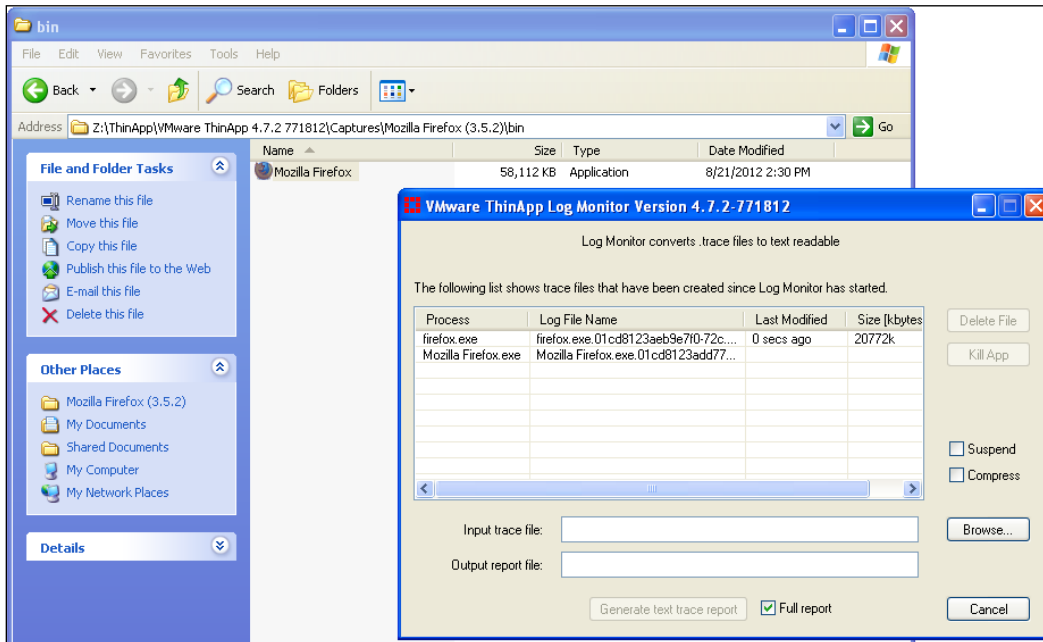 bin
File Edit View Favorites Tools Help
Back Search Folders
Address Z:\ThinApp\VMware ThinApp 4.7.2 771812\Captures\Mozilla Firefox (3.5.2)\bin Go
File and Folder Tasks
Rename this file
Move this file
Copy this file
Publish this file to the Web
E-mail this file
Delete this file
Other Places
Mozilla Firefox (3.5.2)
My Documents
Shared Documents
My Computer
My Network Places
Details
Name Size Type Date Modified
Mozilla Firefox 58,112 KB Application 8/21/2012 2:30 PM
VMware ThinApp Log Monitor Version 4.7.2-771812
Log Monitor converts .trace files to text readable
The following list shows trace files that have been created since Log Monitor has started.
Process Log File Name Last Modified Size [kbytes
firefox.exe firefox.exe.01cd8123aeb9e7f0-72c.... 0 secs ago 20772k
Mozilla Firefox.exe Mozilla Firefox.exe.01cd8123add77...
Delete File
Kill App
Suspend
Compress
Input trace file: Browse...
Output report file:
Generate text trace report Full report Cancel